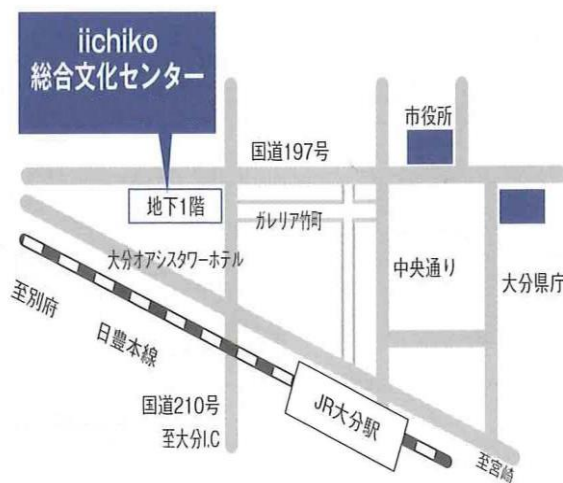 iichiko
総合文化センター
市役所
国道197号
地下1階
ガレリア竹町
大分オアシスタワーホテル
中央通り
大分県庁
至別府
日豊本線
国道210号
至大分I.C
JR大分駅
至宮崎